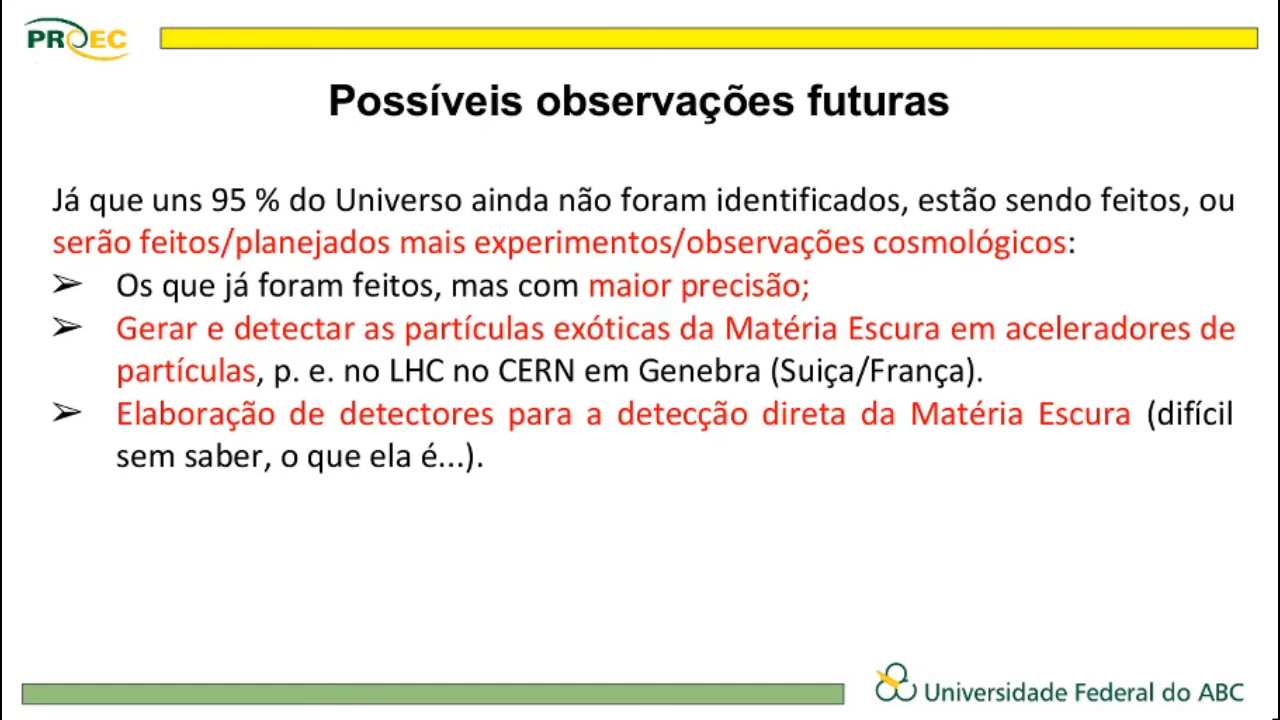 PROEC
Possíveis observações futuras
Já que uns 95 % do Universo ainda não foram identificados, estão sendo feitos, ou
serão feitos/planejados mais experimentos/observações cosmológicos:
➢ Os que já foram feitos, mas com maior precisão;
➢ Gerar e detectar as partículas exóticas da Matéria Escura em aceleradores de
partículas, p. e. no LHC no CERN em Genebra (Suiça/França).
➢ Elaboração de detectores para a detecção direta da Matéria Escura (difícil
sem saber, o que ela é...).
Universidade Federal do ABC